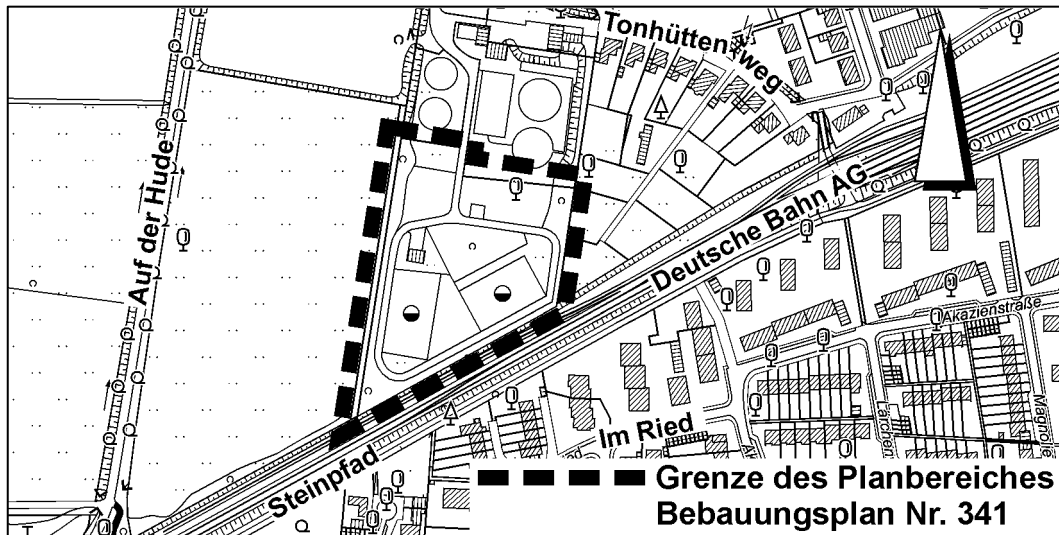 Tonhüttenweg
Auf der Hude
Deutsche Bahn AG
Akazienstraße
Im Ried
Steinpfad
Grenze des Planbereiches
Bebauungsplan Nr. 341